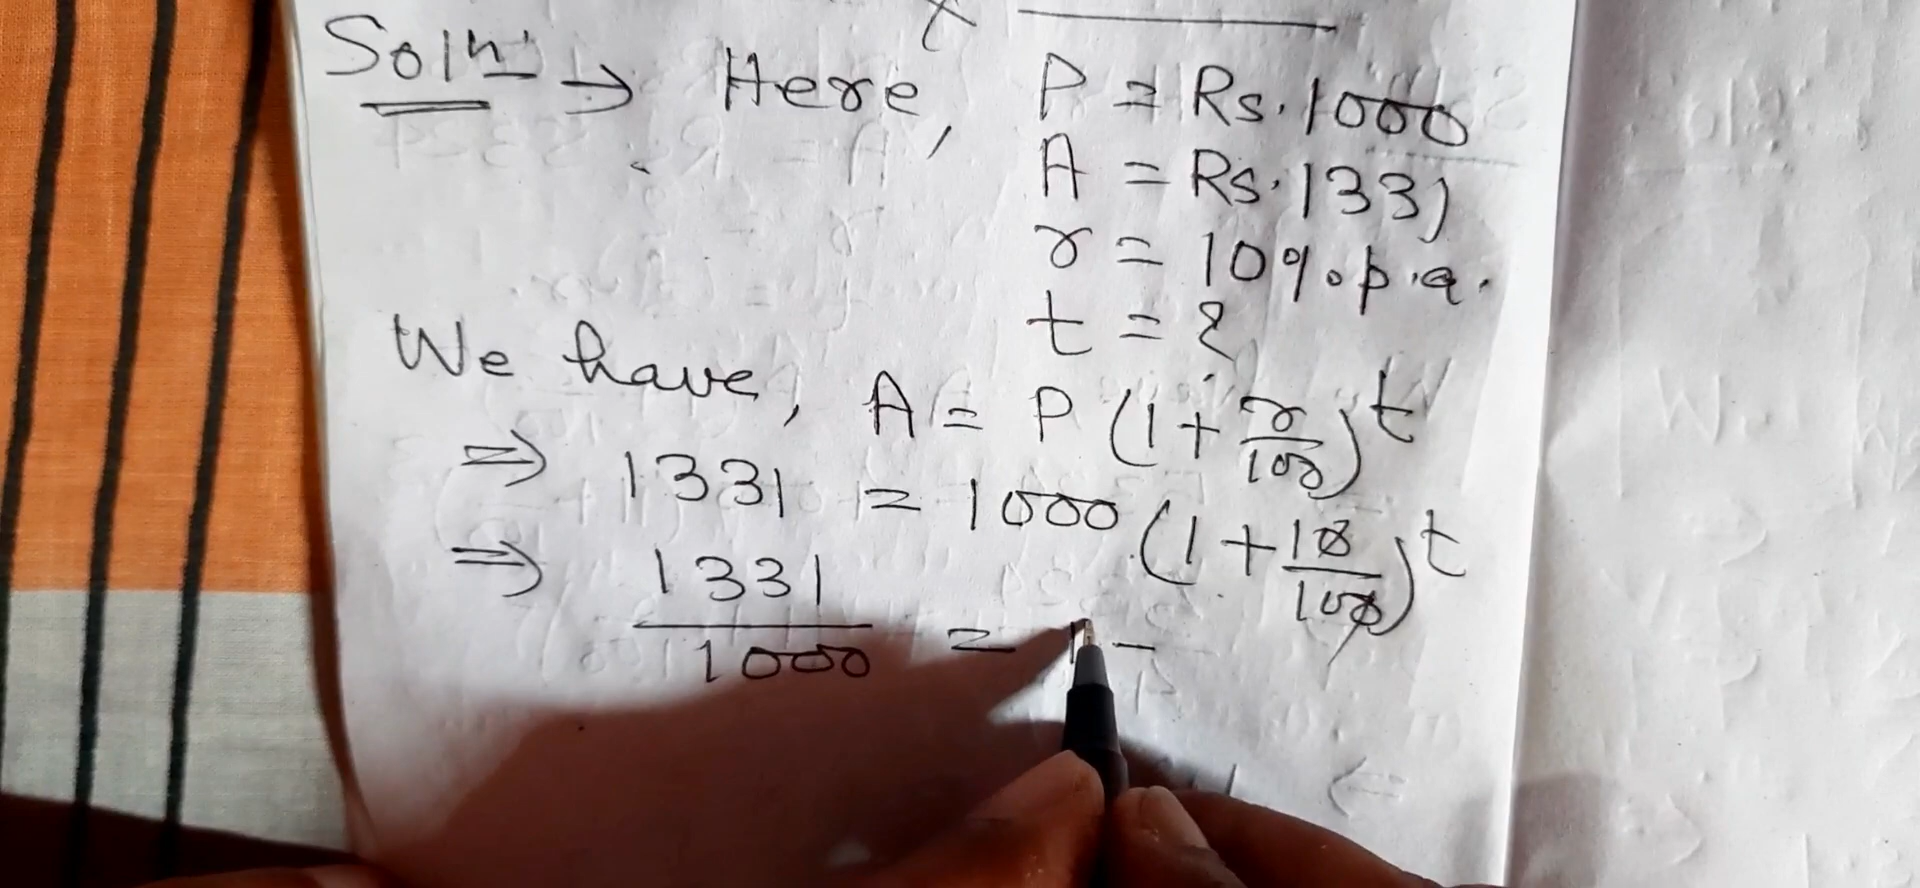 Soln. → Here, P = Rs. 1000
A = Rs. 1331
r = 10% p.a.
t = ?
We have, A = P (1 + r/100)^t
⇒ 1331 = 1000 (1 + 10/100)^t
⇒ 1331/1000 =